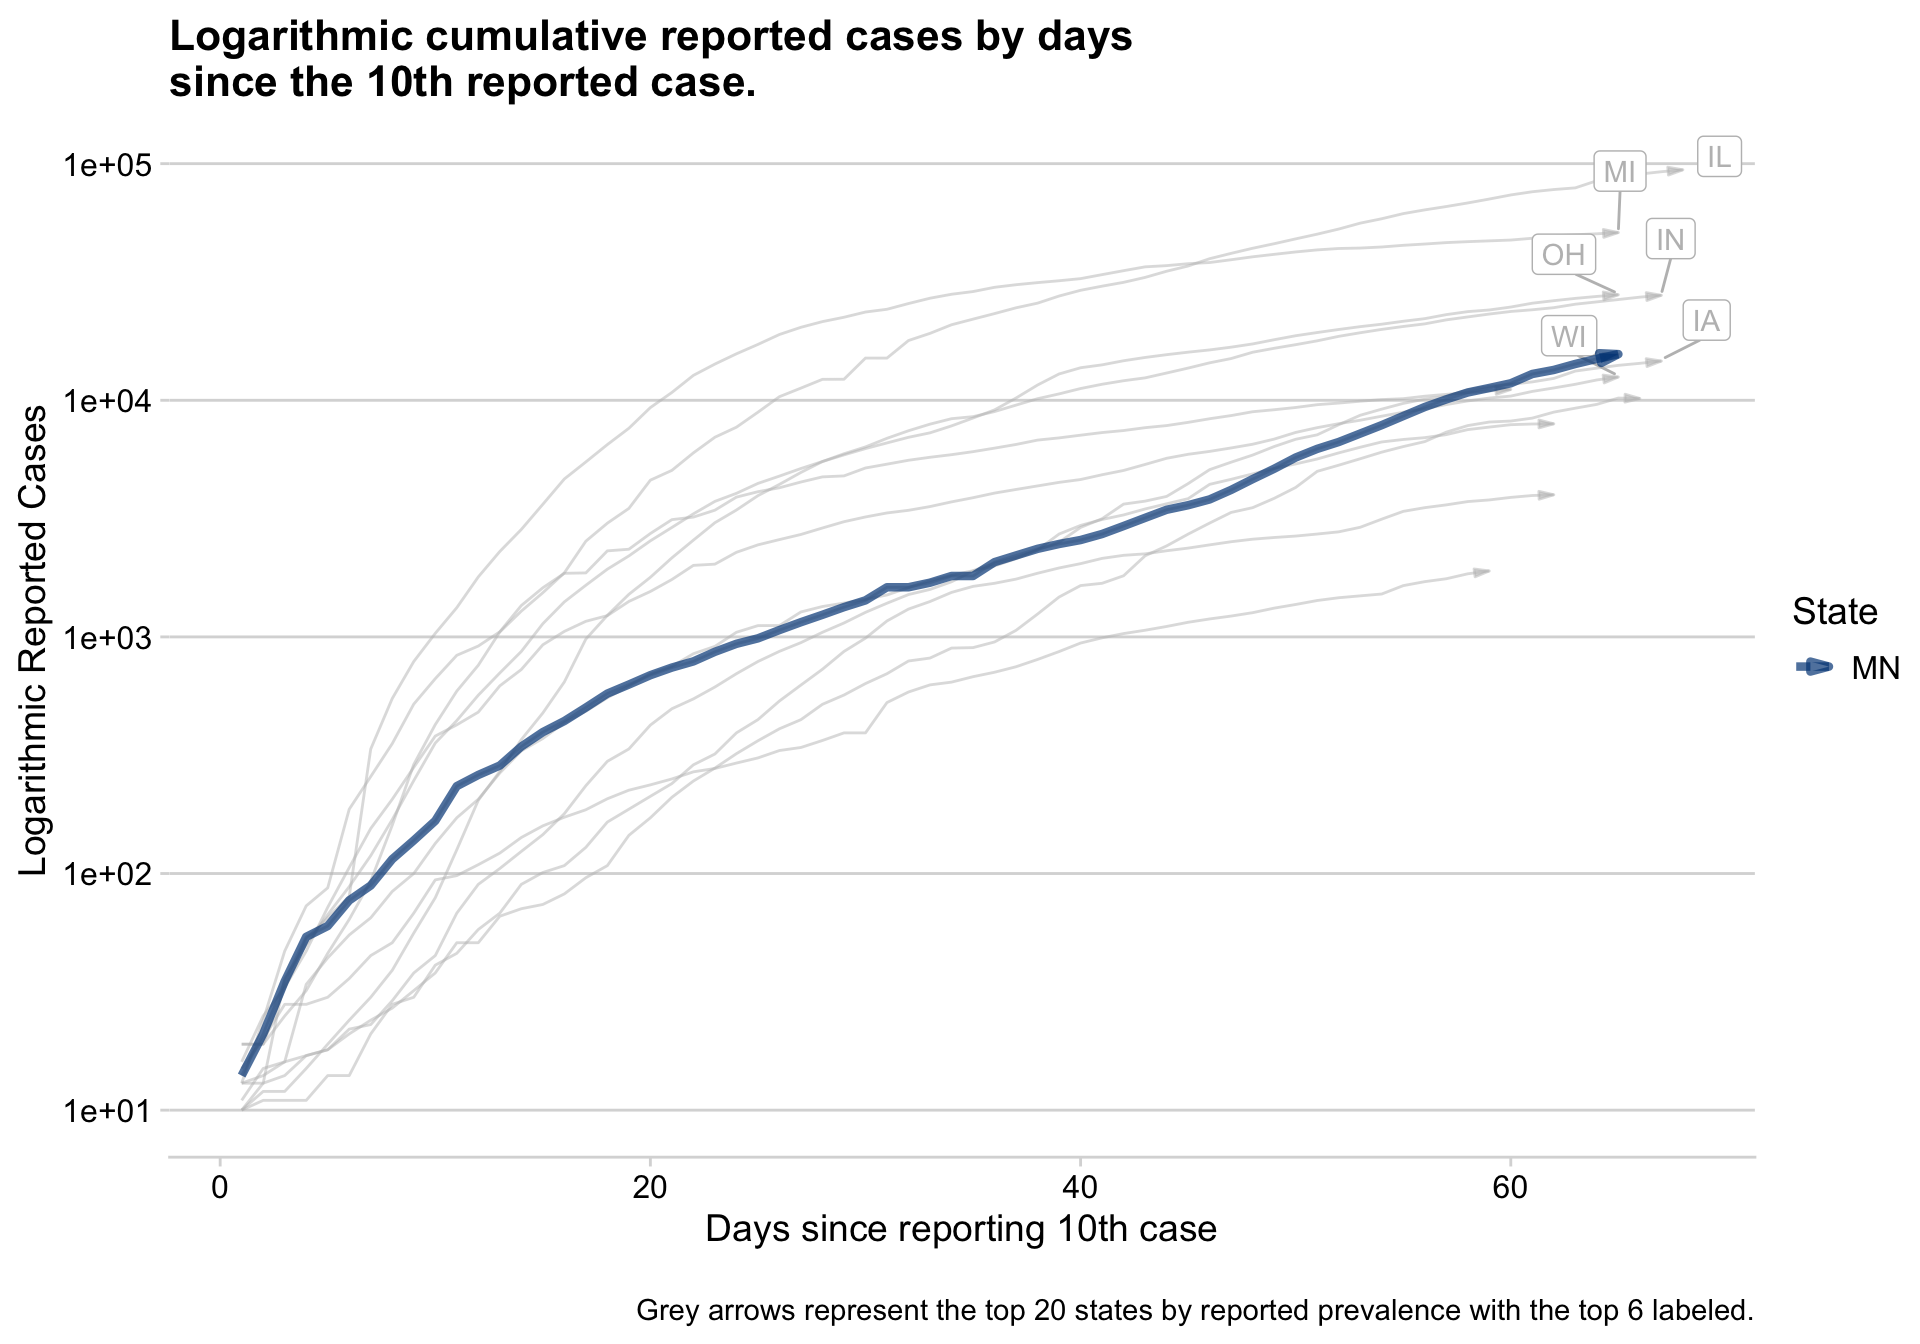 Logarithmic cumulative reported cases by days
since the 10th reported case.
Logarithmic Reported Cases
1e+05
1e+04
1e+03
1e+02
1e+01
IL
MI
IN
OH
IA
WI
State
MN
0
20
40
60
Days since reporting 10th case
Grey arrows represent the top 20 states by reported prevalence with the top 6 labeled.